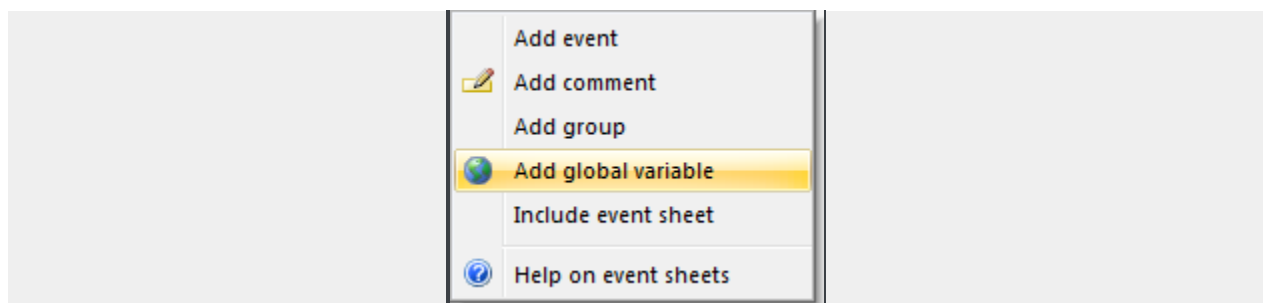 Add event
Add comment
Add group
Add global variable
Include event sheet
Help on event sheets